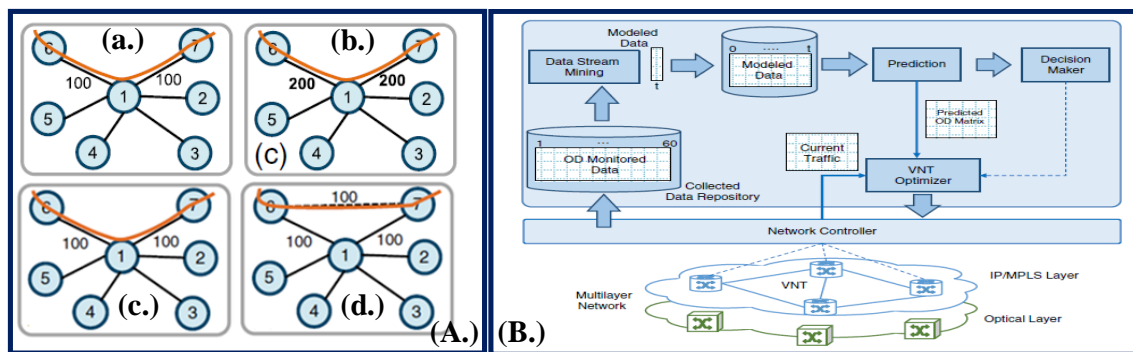 (a.)
6
7
100
100
1
2
5
4
3
(b.)
6
7
200
200
1
2
5
4
3
(C)
6
7
100
100
1
2
5
4
3
(c.)
100
6
7
100
100
1
2
5
4
3
(d.)
(A.)
Modeled
Data
Data Stream
Mining
t
0 .... t
Modeled
Data
Prediction
Decision
Maker
Predicted
OD Matrix
1 ... 60
OD Monitored
Data
Current
Traffic
VNT
Optimizer
Collected
Data Repository
Network Controller
IP/MPLS Layer
VNT
Multilayer
Network
Optical Layer
(B.)